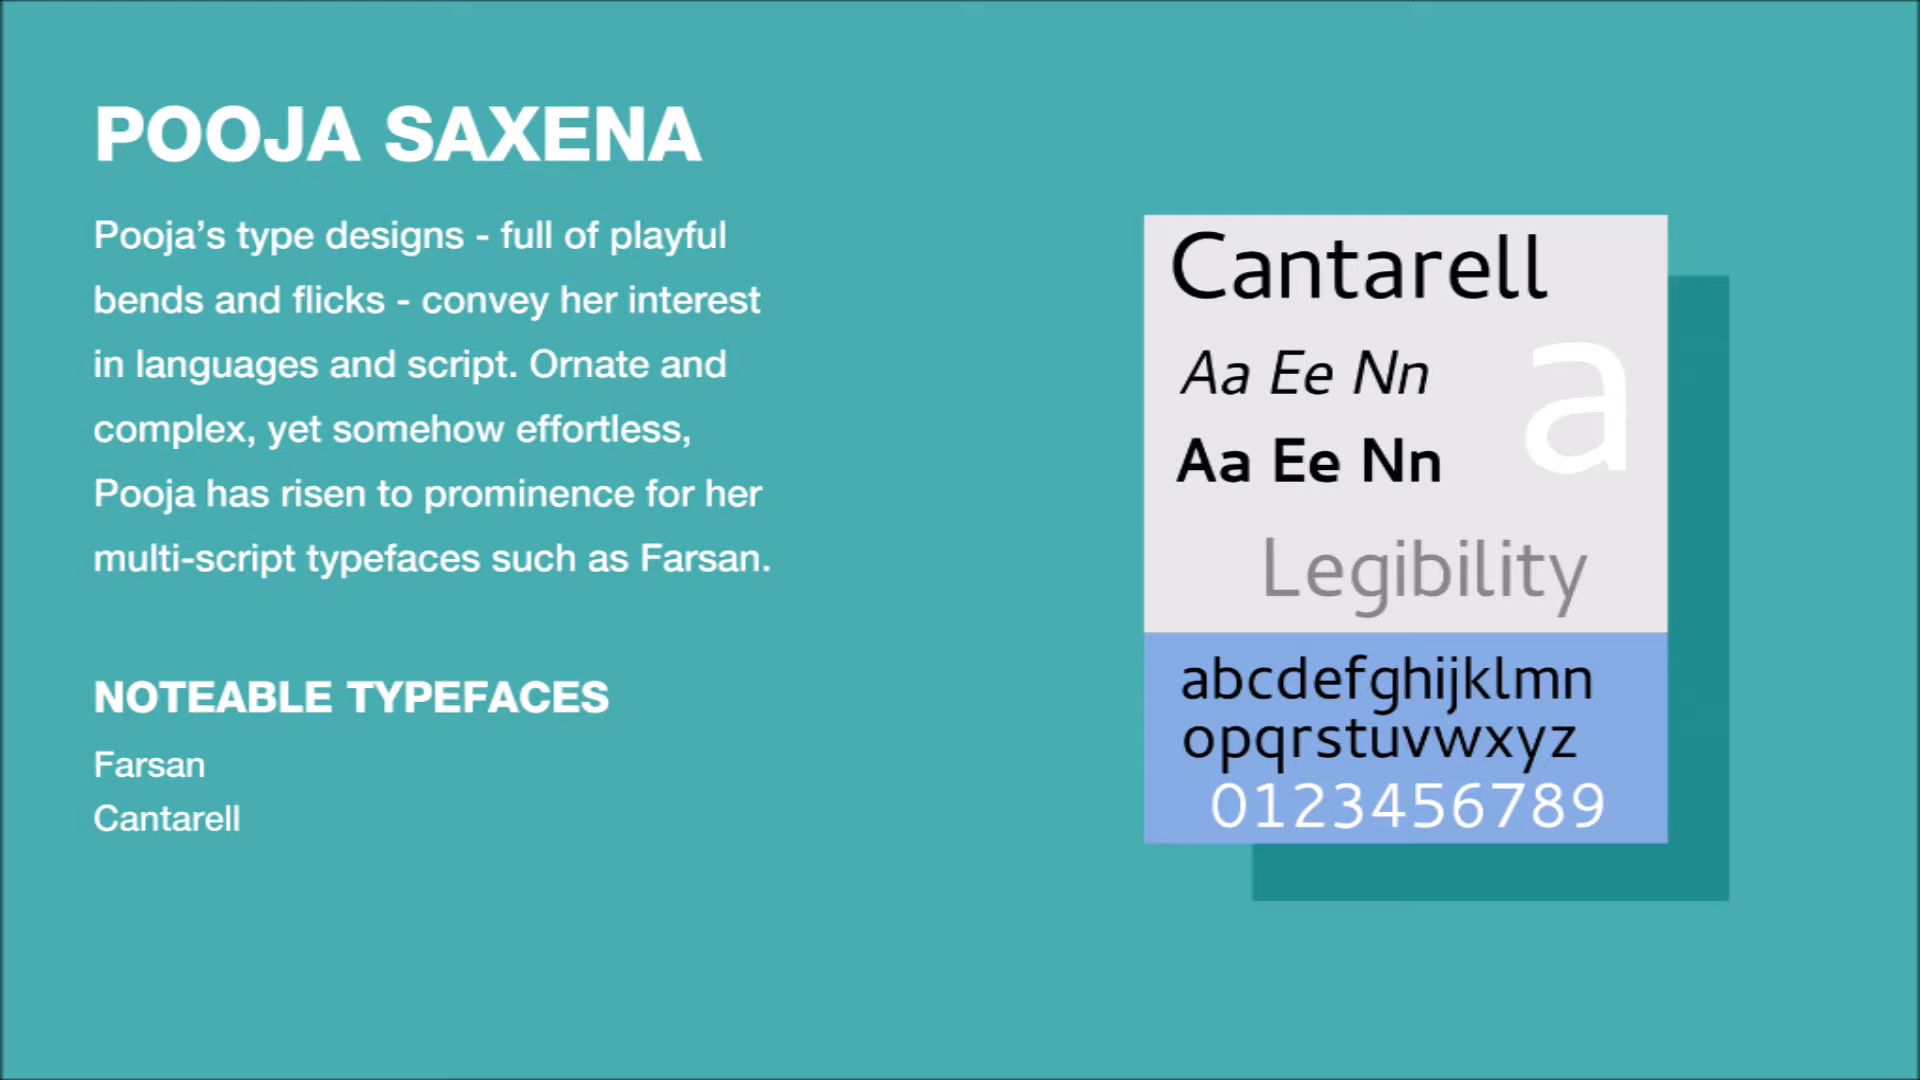 POOJA SAXENA
Pooja’s type designs - full of playful
bends and flicks - convey her interest
in languages and script. Ornate and
complex, yet somehow effortless,
Pooja has risen to prominence for her
multi-script typefaces such as Farsan.
NOTEABLE TYPEFACES
Farsan
Cantarell
Cantarell
Aa Ee Nn
a
Aa Ee Nn
Legibility
abcdefghijklmn
opqrstuvwxyz
0123456789